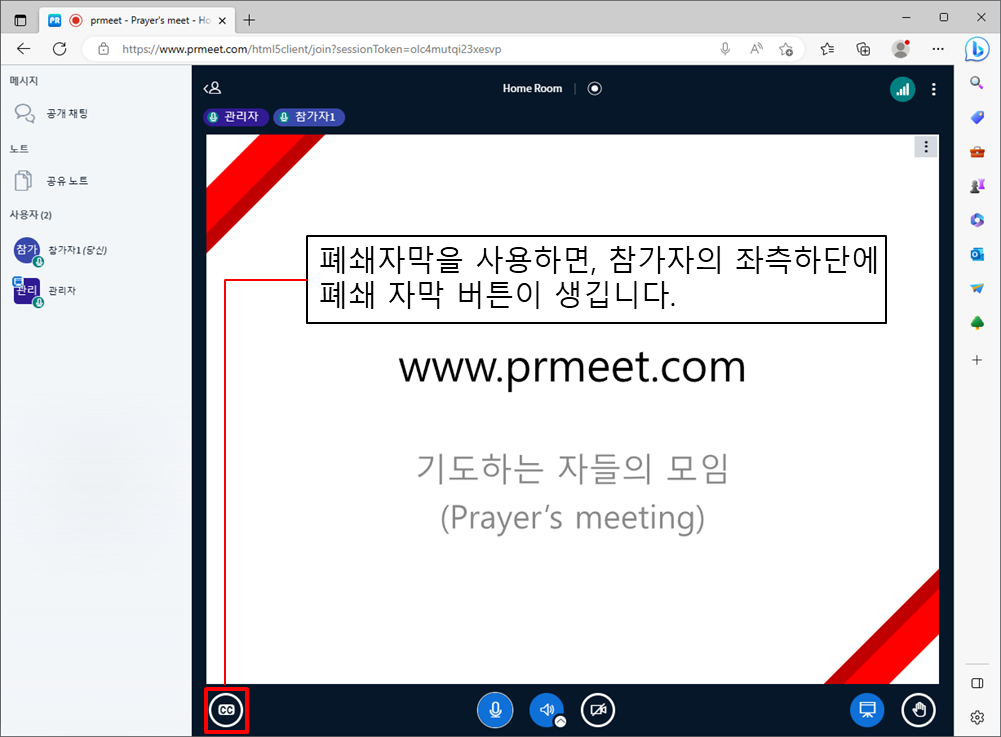 PR
prmeet - Prayer's meet - Ho
https://www.prmeet.com/html5client/join?sessionToken=olc4mutqi23xesvp
메시지
공개 채팅
노트
공유 노트
사용자 (2)
참가
참가자1 (당신)
관리
관리자
Home Room
관리자
참가자1
폐쇄자막을 사용하면, 참가자의 좌측하단에
폐쇄 자막 버튼이 생깁니다.
www.prmeet.com
기도하는 자들의 모임
(Prayer's meeting)
CC